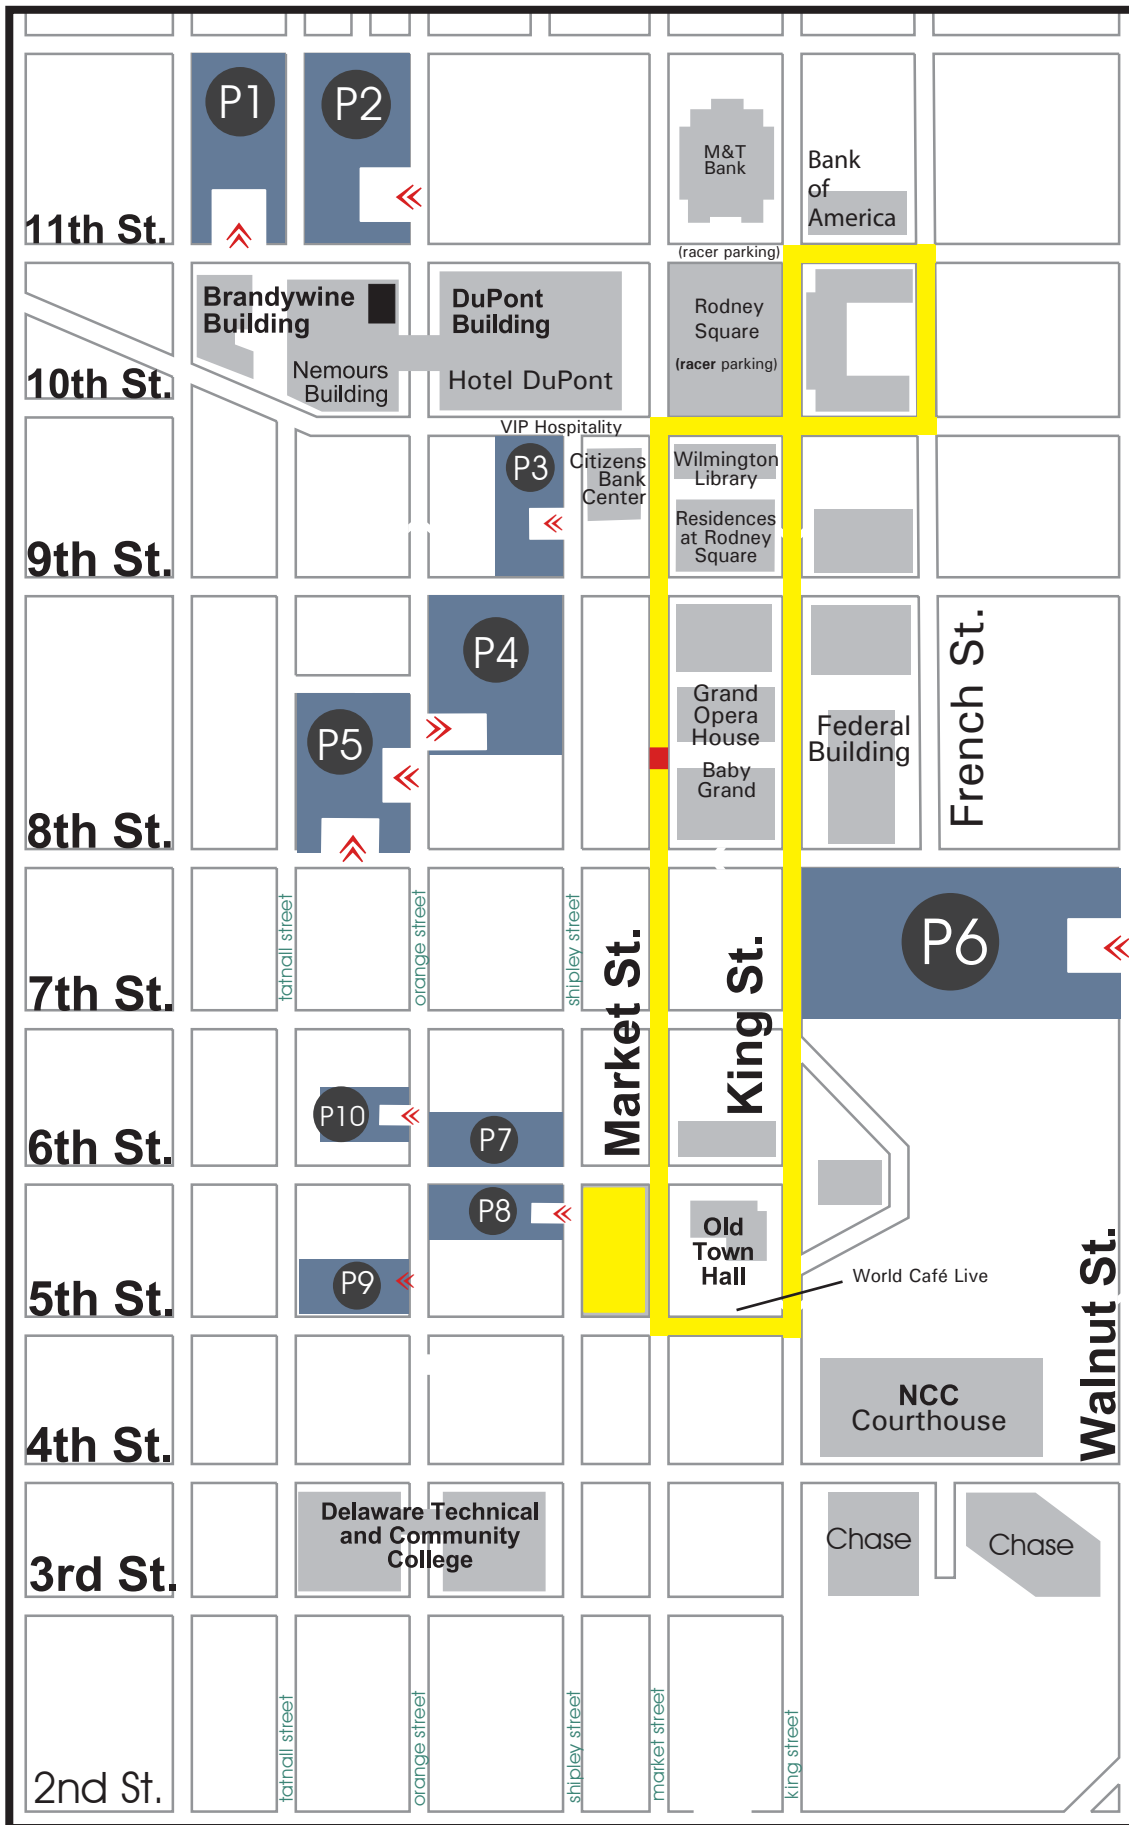 P1
P2
M&T
Bank
Bank
of
America
11th St.
(racer parking)
Brandywine
Building
DuPont
Building
Rodney
Square
(racer parking)
Nemours
Building
Hotel DuPont
10th St.
VIP Hospitality
P3
Citizens
Bank
Center
Wilmington
Library
Residences
at Rodney
Square
9th St.
P4
French St.
P5
Grand
Opera
House
Federal
Building
Baby
Grand
8th St.
tatnall street
orange street
shipley street
Market St.
King St.
P6
7th St.
P10
P7
6th St.
P8
Old
Town
Hall
P9
World Café Live
5th St.
Walnut St.
NCC
Courthouse
4th St.
Delaware Technical
and Community
College
Chase
Chase
3rd St.
tatnall street
orange street
shipley street
market street
king street
2nd St.